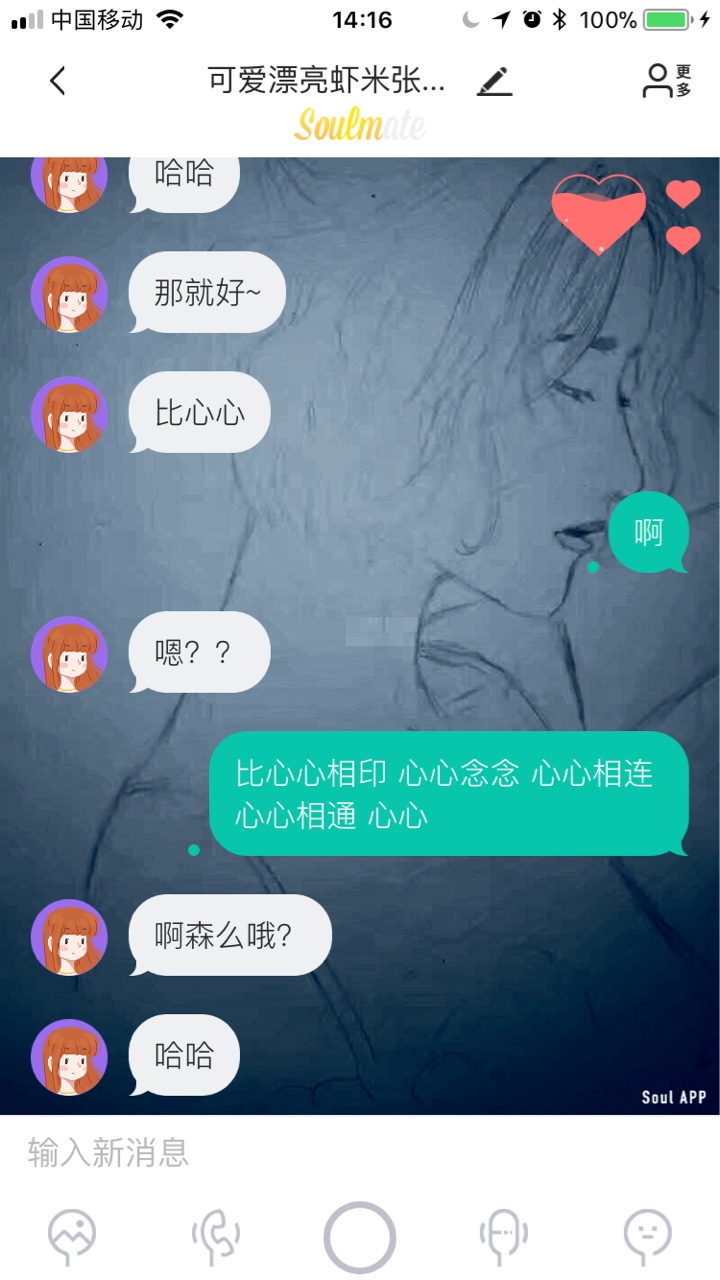 中国移动 14:16 100%
可爱漂亮虾米张... 更多
Soulmate
哈哈
那就好~
比心心
啊
嗯？？
比心心相印 心心念念 心心相连
心心相通 心心
啊森么哦？
哈哈
Soul APP
输入新消息